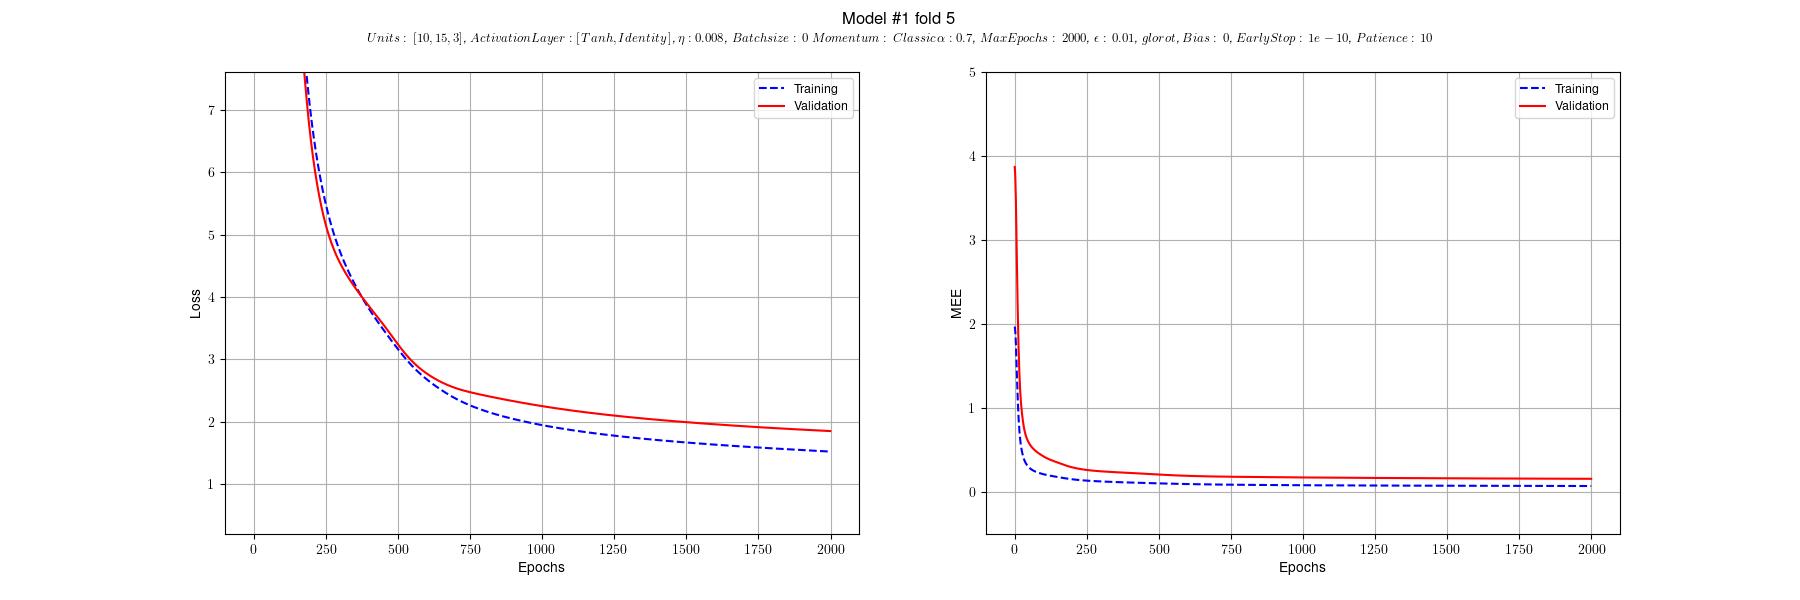 Model #1 fold 5
Units : [10, 15, 3], ActivationLayer : [Tanh, Identity], η : 0.008, Batchsize : 0 Momentum : Classicα : 0.7, MaxEpochs : 2000, ϵ : 0.01, glorot, Bias : 0, EarlyStop : 1e − 10, Patience : 10
Training
Validation
7
6
5
4
3
2
1
Loss
0 250 500 750 1000 1250 1500 1750 2000
Epochs
Training
Validation
5
4
3
2
1
0
MEE
0 250 500 750 1000 1250 1500 1750 2000
Epochs